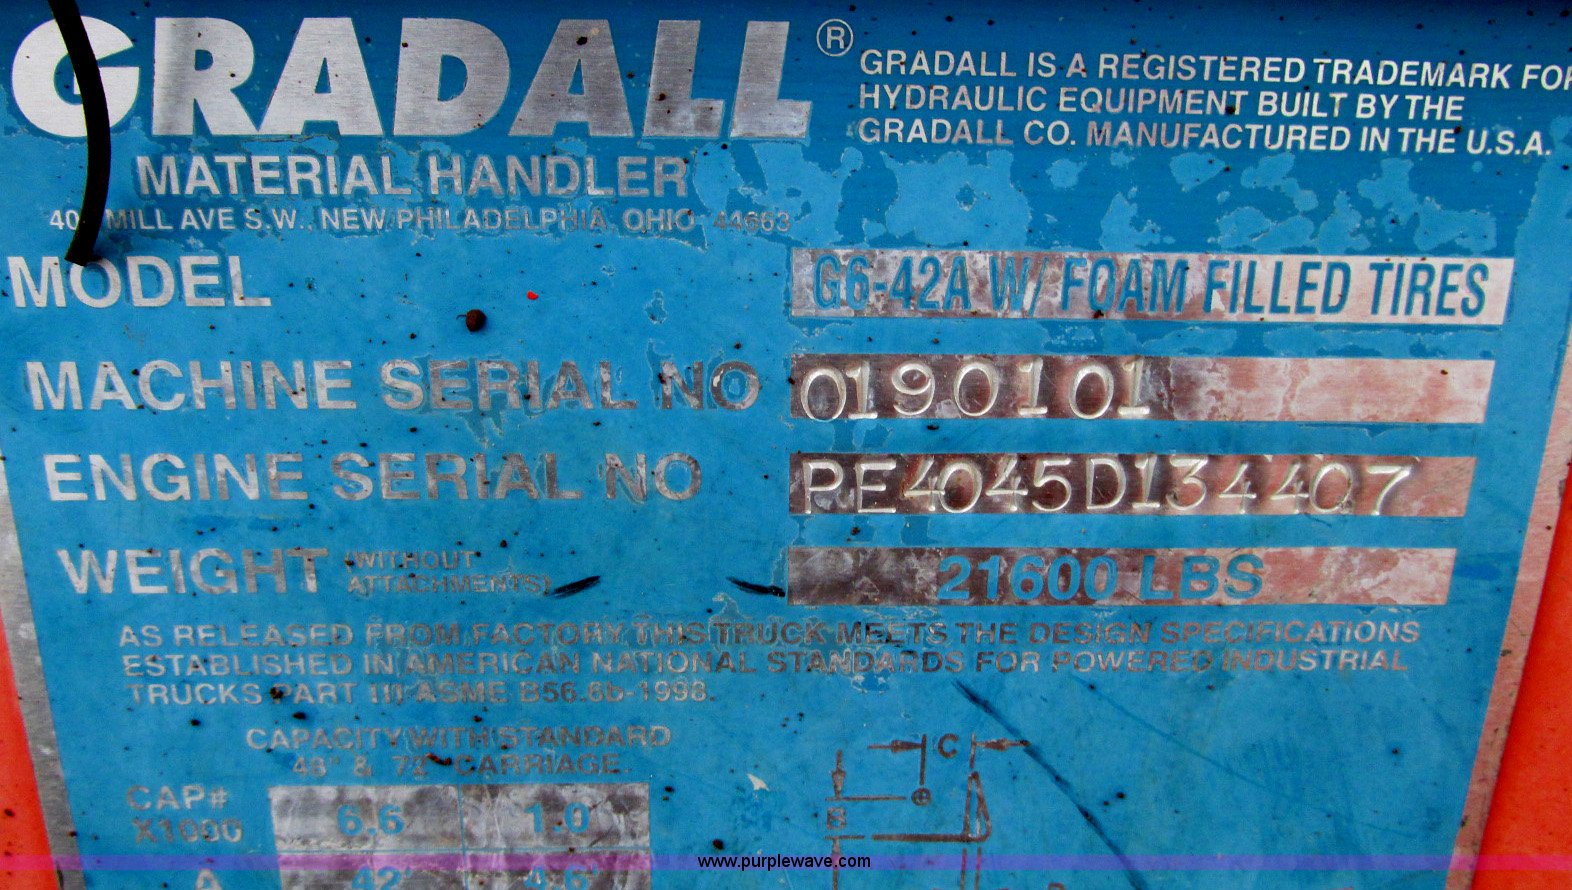 GRADALL®
GRADALL IS A REGISTERED TRADEMARK FOR
HYDRAULIC EQUIPMENT BUILT BY THE
GRADALL CO. MANUFACTURED IN THE U.S.A.
MATERIAL HANDLER
MILL AVE S.W., NEW PHILADELPHIA, OHIO 44663
MODEL G6-42A W/ FOAM FILLED TIRES
MACHINE SERIAL NO 0190101
ENGINE SERIAL NO PE4045D134407
WEIGHT (WITHOUT ATTACHMENTS) 21600 LBS
AS RELEASED FROM FACTORY THIS TRUCK MEETS THE DESIGN SPECIFICATIONS
ESTABLISHED IN AMERICAN NATIONAL STANDARDS FOR POWERED INDUSTRIAL
TRUCKS PART III ASME B56.6b-1998.
CAPACITY WITH STANDARD
48" & 72" CARRIAGE
CAP# X1000 6.6 1.0
A 42'
C
B
www.purplewave.com